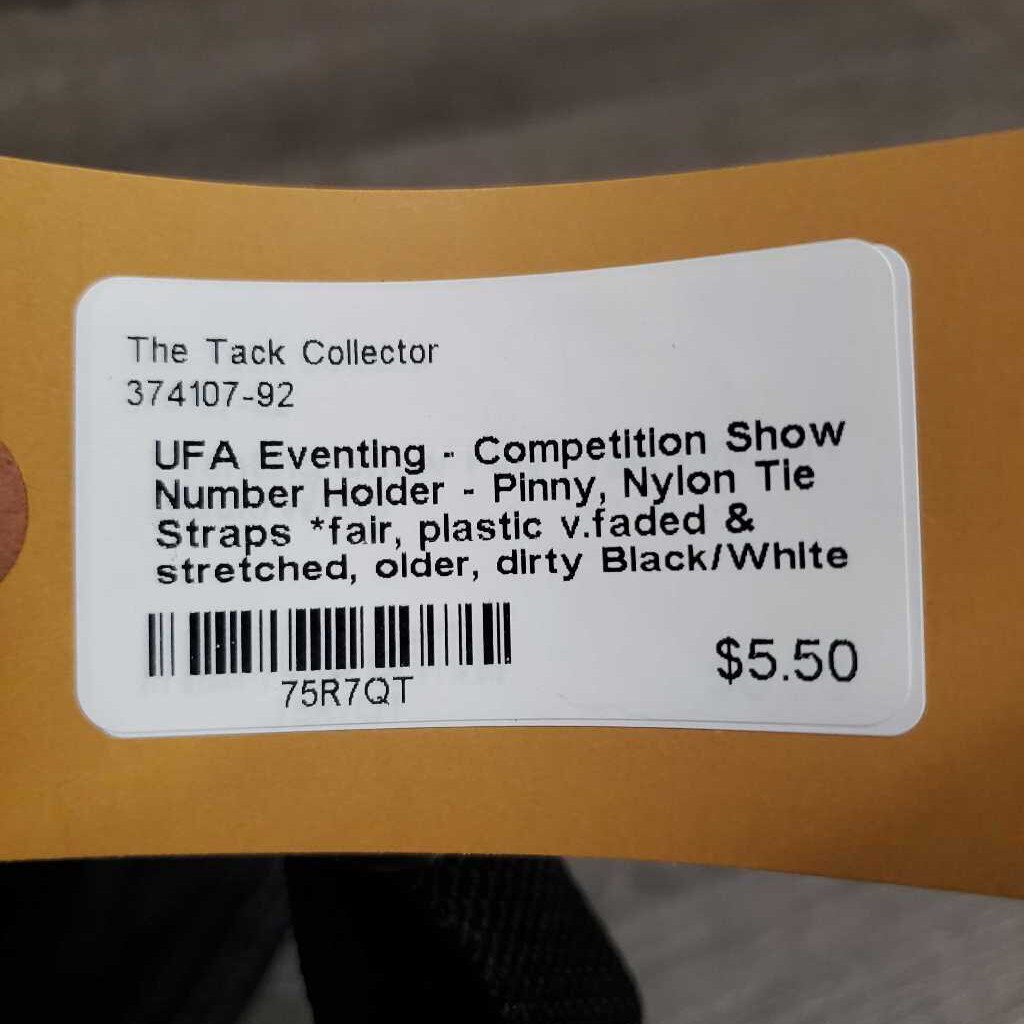 The Tack Collector
374107-92
UFA Eventing - Competition Show
Number Holder - Pinny, Nylon Tie
Straps *fair, plastic v.faded &
stretched, older, dirty Black/White
75R7QT
$5.50